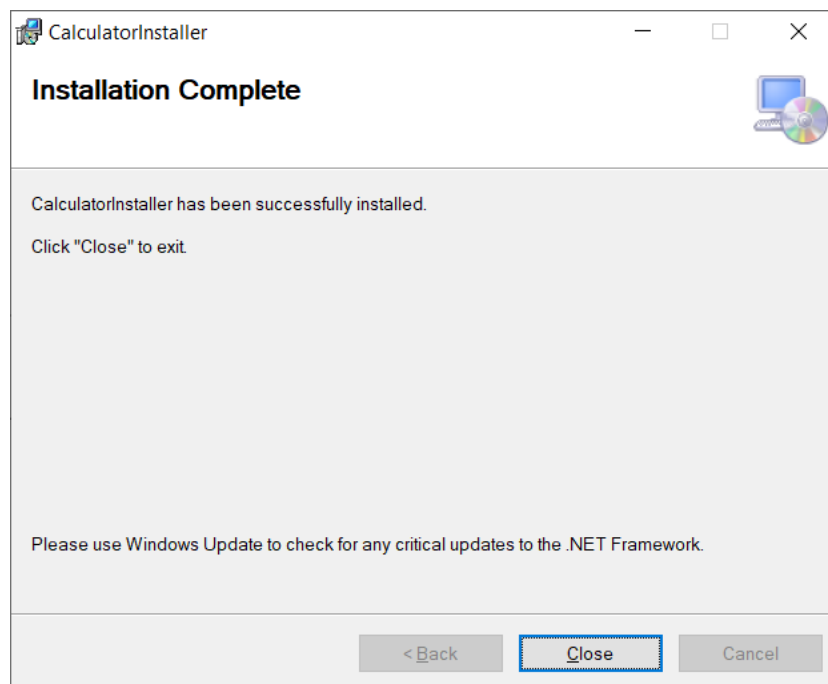 CalculatorInstaller
Installation Complete
CalculatorInstaller has been successfully installed.
Click "Close" to exit.
Please use Windows Update to check for any critical updates to the .NET Framework.
< Back
Close
Cancel